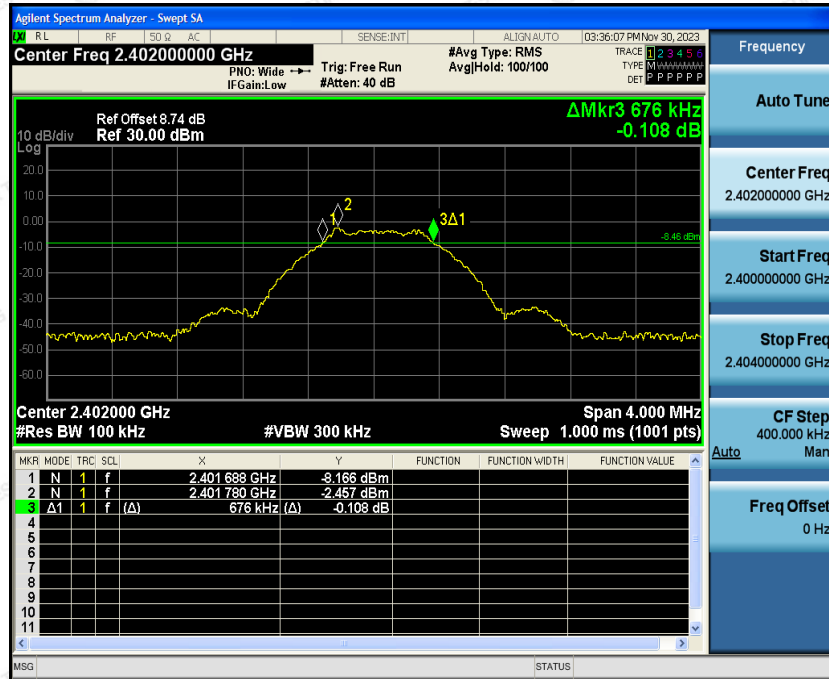 Agilent Spectrum Analyzer - Swept SA
LXI RL RF 50 Ω AC SENSE:INT ALIGN AUTO 03:36:07 PM Nov 30, 2023
Center Freq 2.402000000 GHz
PNO: Wide
IFGain:Low
Trig: Free Run
#Atten: 40 dB
#Avg Type: RMS
Avg|Hold: 100/100
TRACE 1 2 3 4 5 6
TYPE M
DET P P P P P P
Frequency
Auto Tune
Center Freq
2.402000000 GHz
Start Freq
2.400000000 GHz
Stop Freq
2.404000000 GHz
CF Step
400.000 kHz
Auto Man
Freq Offset
0 Hz
ΔMkr3 676 kHz
-0.108 dB
Ref Offset 8.74 dB
10 dB/div Ref 30.00 dBm
Log
20.0
10.0
0.00
-10.0
-20.0
-30.0
-40.0
-50.0
-60.0
1
2
3Δ1
-8.46 dBm
Center 2.402000 GHz Span 4.000 MHz
#Res BW 100 kHz #VBW 300 kHz Sweep 1.000 ms (1001 pts)
MKR MODE TRC SCL X Y FUNCTION FUNCTION WIDTH FUNCTION VALUE
1 N 1 f 2.401 688 GHz -8.166 dBm
2 N 1 f 2.401 780 GHz -2.457 dBm
3 Δ1 1 f (Δ) 676 kHz (Δ) -0.108 dB
4
5
6
7
8
9
10
11
MSG STATUS